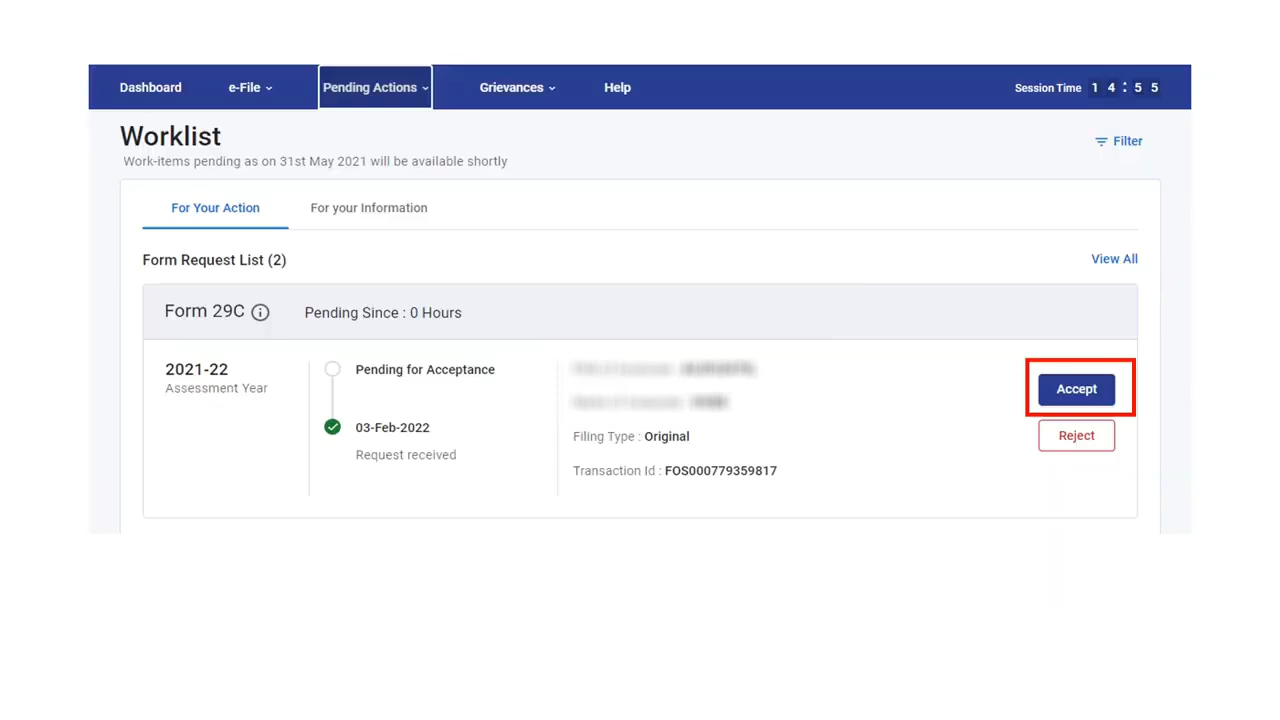 Dashboard e-File Pending Actions Grievances Help Session Time 1 4 : 5 5
Worklist
Filter
Work-items pending as on 31st May 2021 will be available shortly
For Your Action For your Information
Form Request List (2) View All
Form 29C Pending Since : 0 Hours
2021-22 Pending for Acceptance
Assessment Year
Accept
03-Feb-2022
Filing Type : Original
Reject
Request received
Transaction Id : FOS000779359817